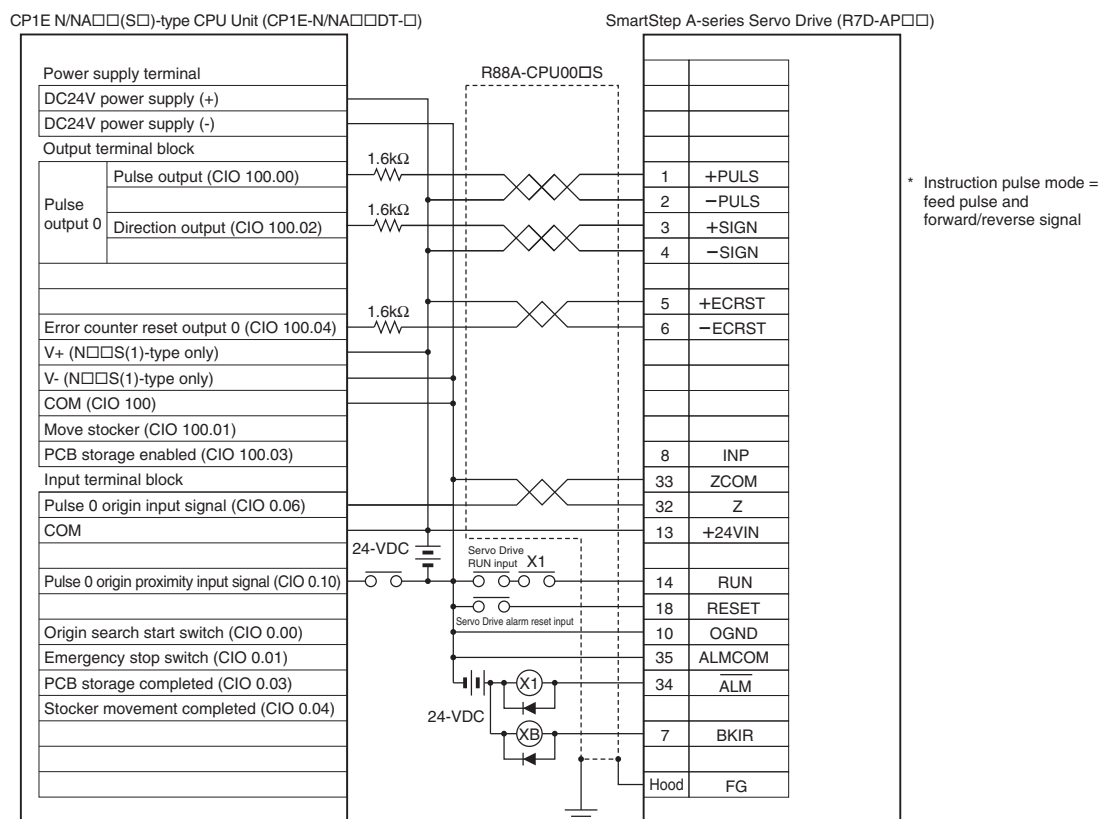 CP1E N/NA□□(S□)-type CPU Unit (CP1E-N/NA□□DT-□)
SmartStep A-series Servo Drive (R7D-AP□□)
Power supply terminal
DC24V power supply (+)
DC24V power supply (-)
Output terminal block
Pulse output 0
Pulse output (CIO 100.00)
Direction output (CIO 100.02)
Error counter reset output 0 (CIO 100.04)
V+ (N□□S(1)-type only)
V- (N□□S(1)-type only)
COM (CIO 100)
Move stocker (CIO 100.01)
PCB storage enabled (CIO 100.03)
Input terminal block
Pulse 0 origin input signal (CIO 0.06)
COM
Pulse 0 origin proximity input signal (CIO 0.10)
Origin search start switch (CIO 0.00)
Emergency stop switch (CIO 0.01)
PCB storage completed (CIO 0.03)
Stocker movement completed (CIO 0.04)
1.6kΩ
1.6kΩ
1.6kΩ
R88A-CPU00□S
24-VDC
Servo Drive
RUN input
X1
Servo Drive alarm reset input
X1
24-VDC
XB
1 +PULS
2 −PULS
3 +SIGN
4 −SIGN
5 +ECRST
6 −ECRST
8 INP
33 ZCOM
32 Z
13 +24VIN
14 RUN
18 RESET
10 OGND
35 ALMCOM
34 ALM
7 BKIR
Hood FG
* Instruction pulse mode =
feed pulse and
forward/reverse signal